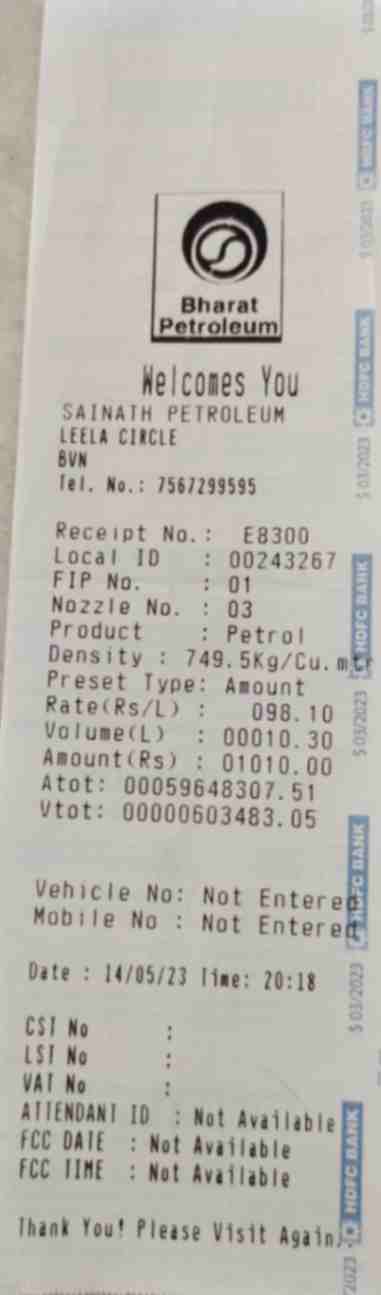 Bharat
Petroleum
Welcomes You
SAINATH PETROLEUM
LEELA CIRCLE
BVN
Tel. No.: 7567299595
Receipt No.: E8300
Local ID : 00243267
FIP No. : 01
Nozzle No. : 03
Product : Petrol
Density : 749.5Kg/Cu.mtr
Preset Type: Amount
Rate(Rs/L) : 098.10
Volume(L) : 00010.30
Amount(Rs) : 01010.00
Atot: 00059648307.51
Vtot: 00000603483.05
Vehicle No: Not Entered
Mobile No : Not Entered
Date : 14/05/23 Time: 20:18
CST No :
LST No :
VAT No :
ATTENDANT ID : Not Available
FCC DATE : Not Available
FCC TIME : Not Available
Thank You! Please Visit Again.
HDFC BANK
S 03/2023
HDFC BANK
S 03/2023
HDFC BANK
S 03/2023
HDFC BANK
S 03/2023
HDFC BANK